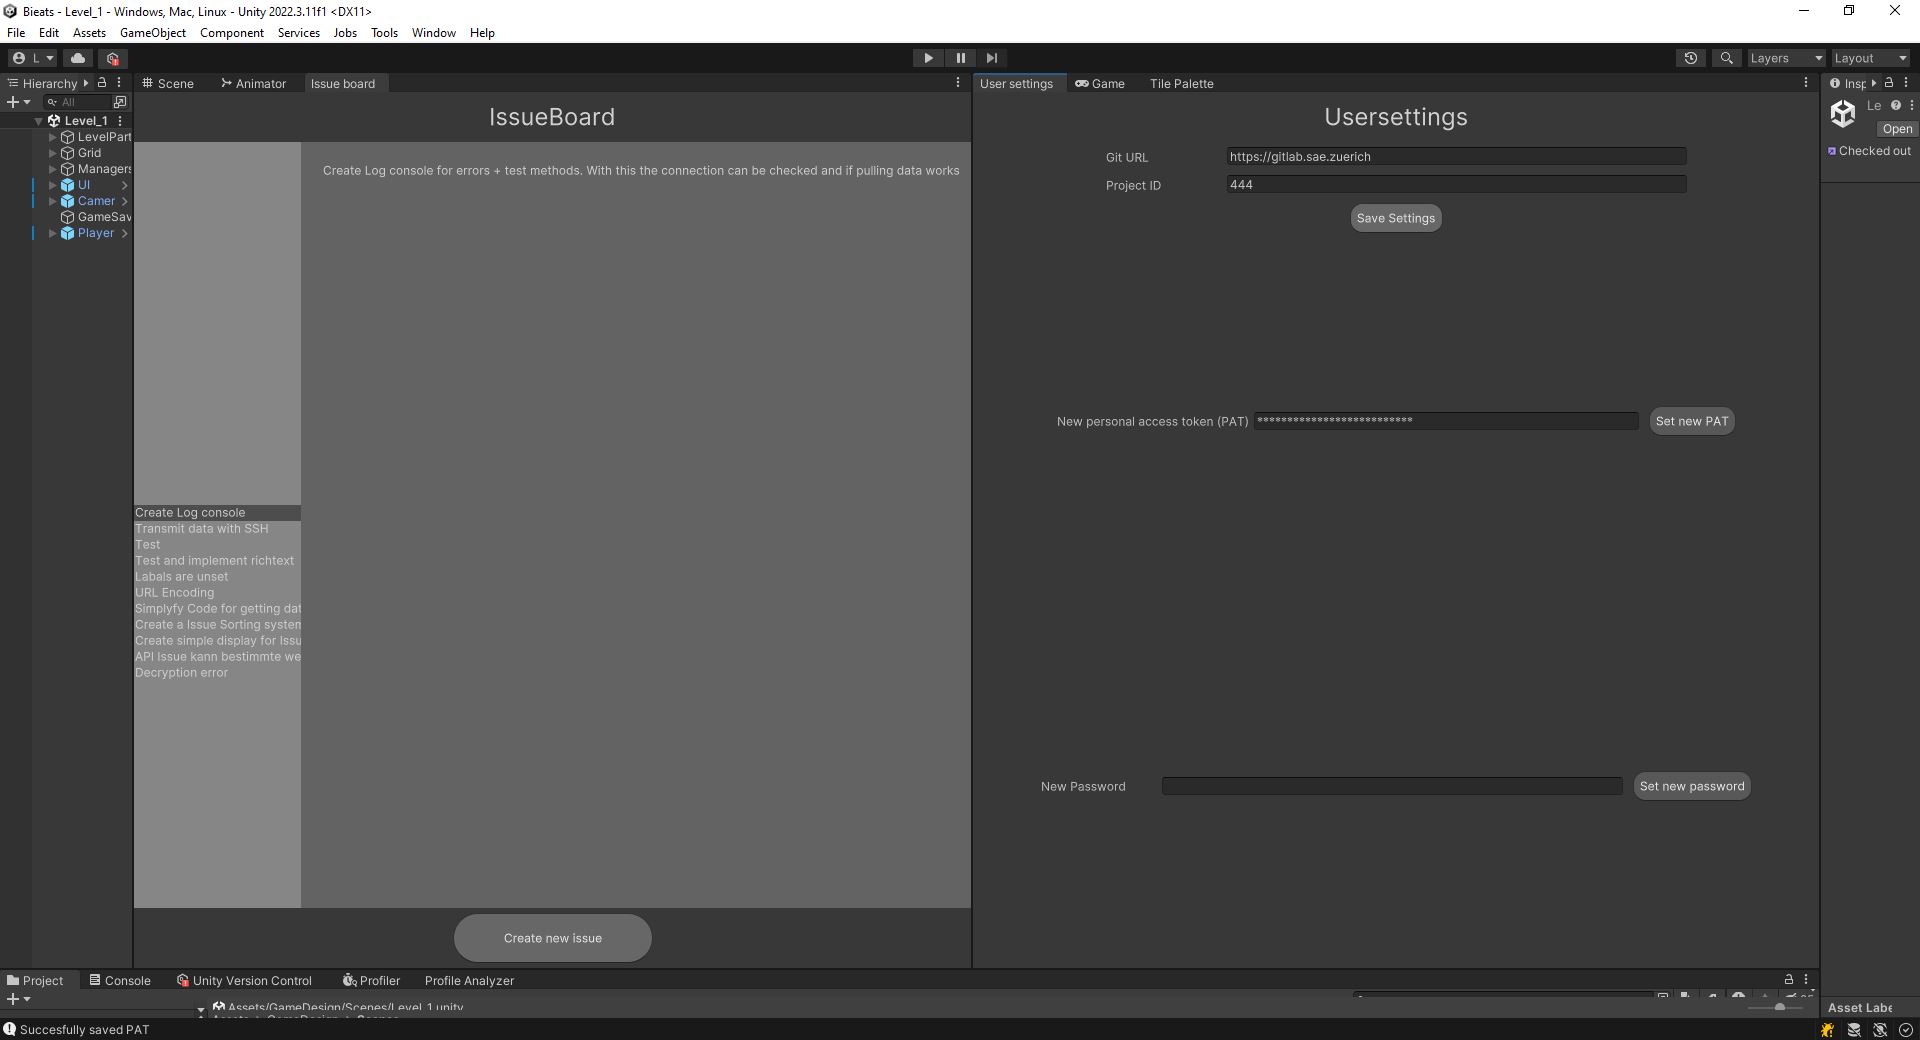 Bieats - Level_1 - Windows, Mac, Linux - Unity 2022.3.11f1 <DX11>
File Edit Assets GameObject Component Services Jobs Tools Window Help
L
Layers Layout
Hierarchy
Scene Animator Issue board
User settings Game Tile Palette
Insp
All
Level_1
LevelPart
Grid
Managers
UI
Camer
GameSav
Player
IssueBoard
Create Log console for errors + test methods. With this the connection can be checked and if pulling data works
Create Log console
Transmit data with SSH
Test
Test and implement richtext
Labals are unset
URL Encoding
Simplyfy Code for getting dat
Create a Issue Sorting system
Create simple display for Issu
API Issue kann bestimmte we
Decryption error
Create new issue
Usersettings
Git URL https://gitlab.sae.zuerich
Project ID 444
Save Settings
New personal access token (PAT) ************************** Set new PAT
New Password Set new password
Le
Open
Checked out
Project Console Unity Version Control Profiler Profile Analyzer
Assets/GameDesign/Scenes/Level_1.unity
Assets > GameDesign > Scenes
Asset Labe
Succesfully saved PAT